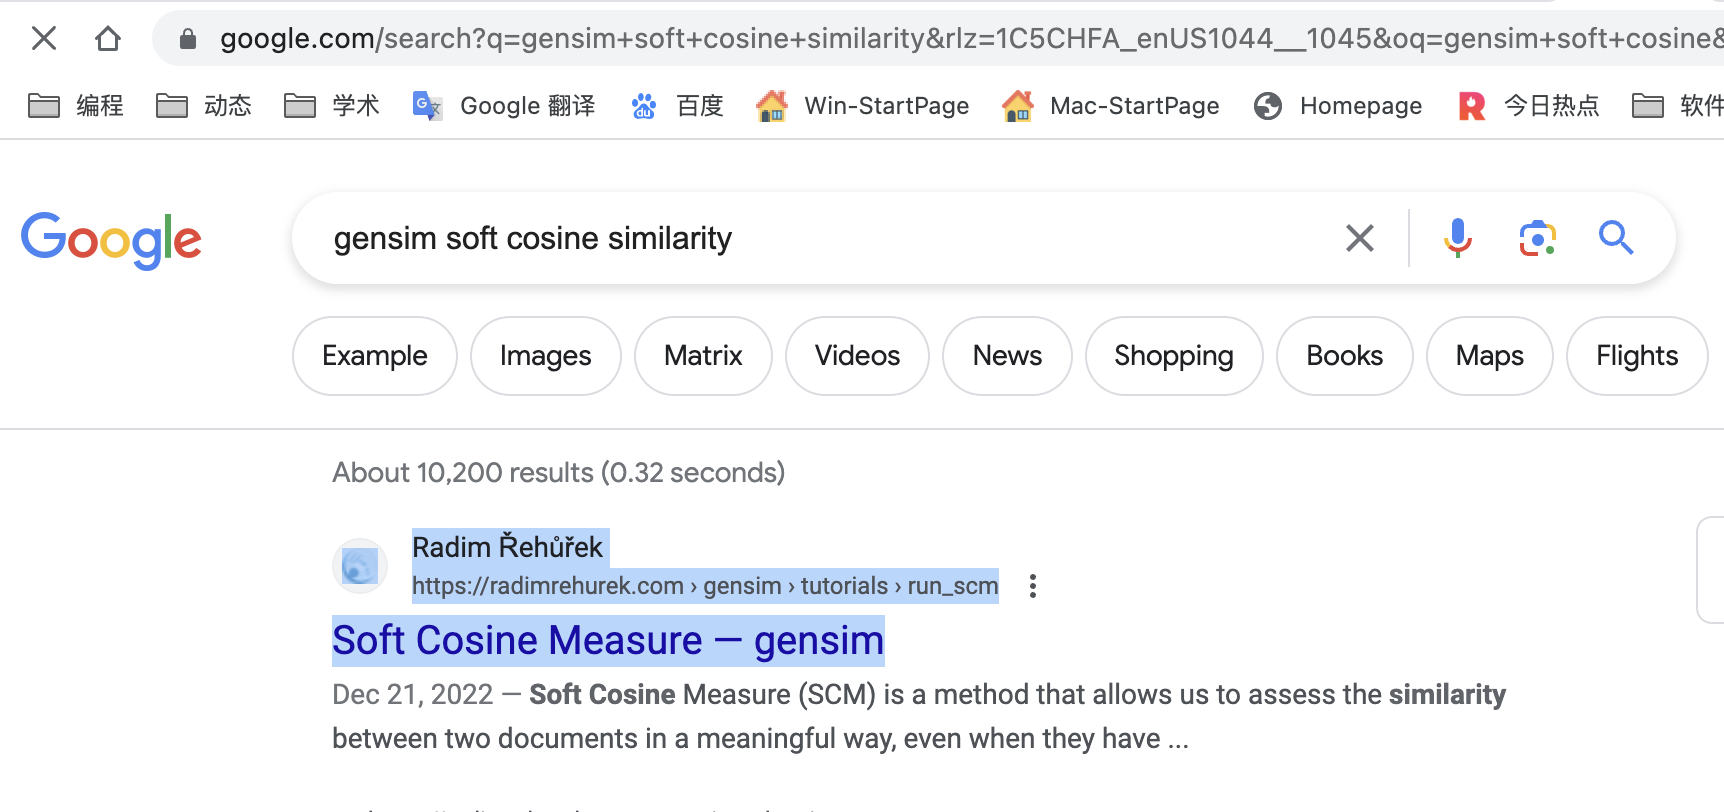 google.com/search?q=gensim+soft+cosine+similarity&rlz=1C5CHFA_enUS1044__1045&oq=gensim+soft+cosine&
编程 动态 学术 Google 翻译 百度 Win-StartPage Mac-StartPage Homepage 今日热点 软件
Google gensim soft cosine similarity
Example Images Matrix Videos News Shopping Books Maps Flights
About 10,200 results (0.32 seconds)
Radim Řehůřek
https://radimrehurek.com › gensim › tutorials › run_scm
Soft Cosine Measure — gensim
Dec 21, 2022 — Soft Cosine Measure (SCM) is a method that allows us to assess the similarity
between two documents in a meaningful way, even when they have ...